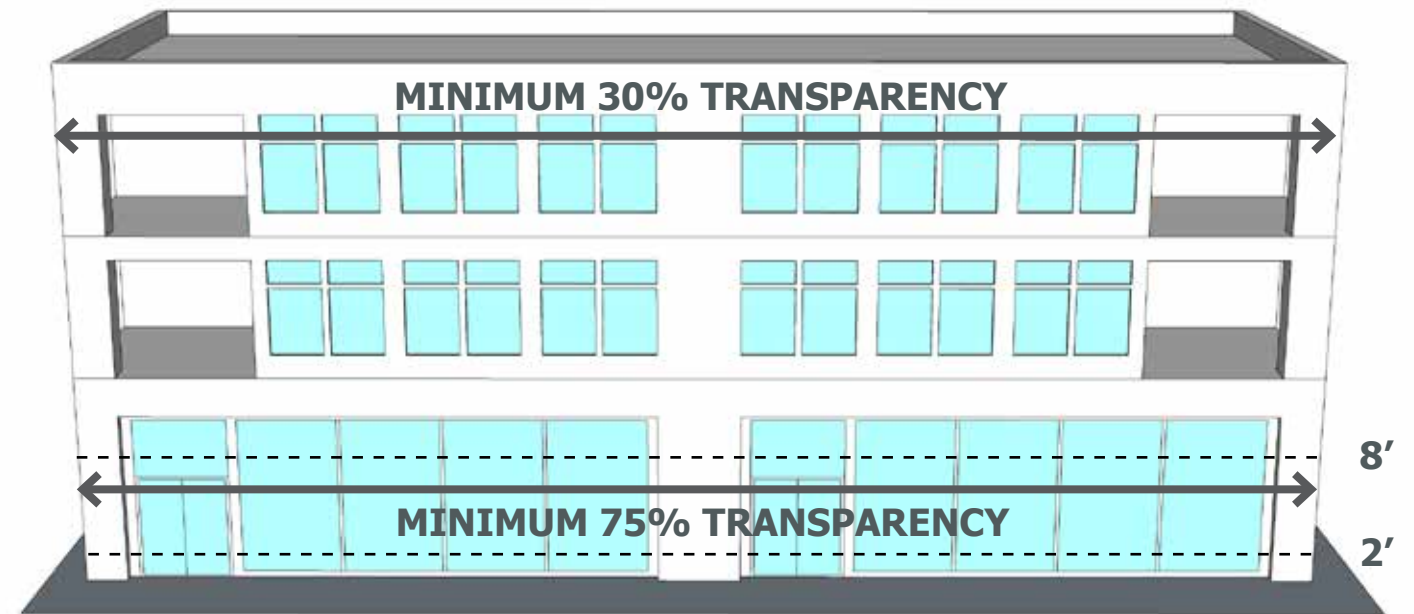 MINIMUM 30% TRANSPARENCY
8’
MINIMUM 75% TRANSPARENCY
2’